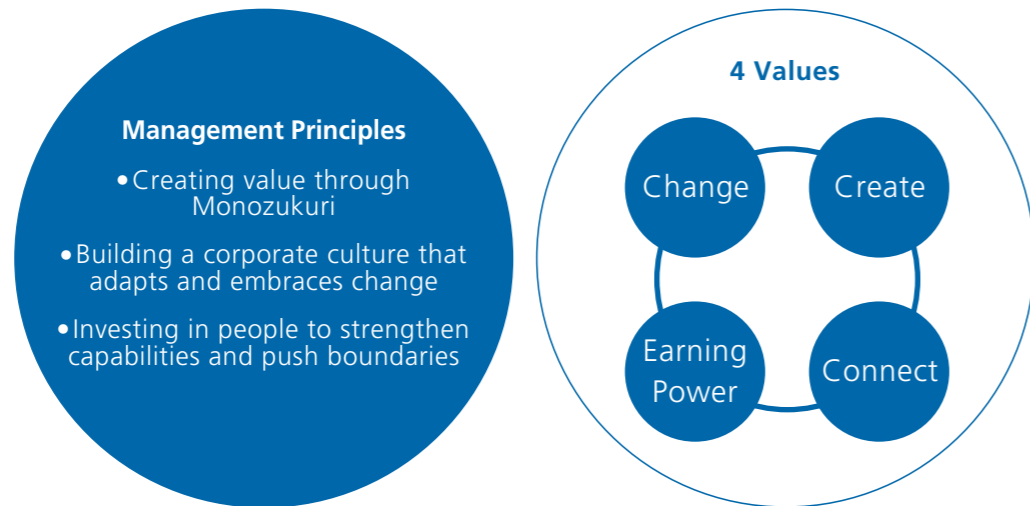 Management Principles
•Creating value through
Monozukuri
•Building a corporate culture that
adapts and embraces change
•Investing in people to strengthen
capabilities and push boundaries
4 Values
Change
Create
Earning
Power
Connect